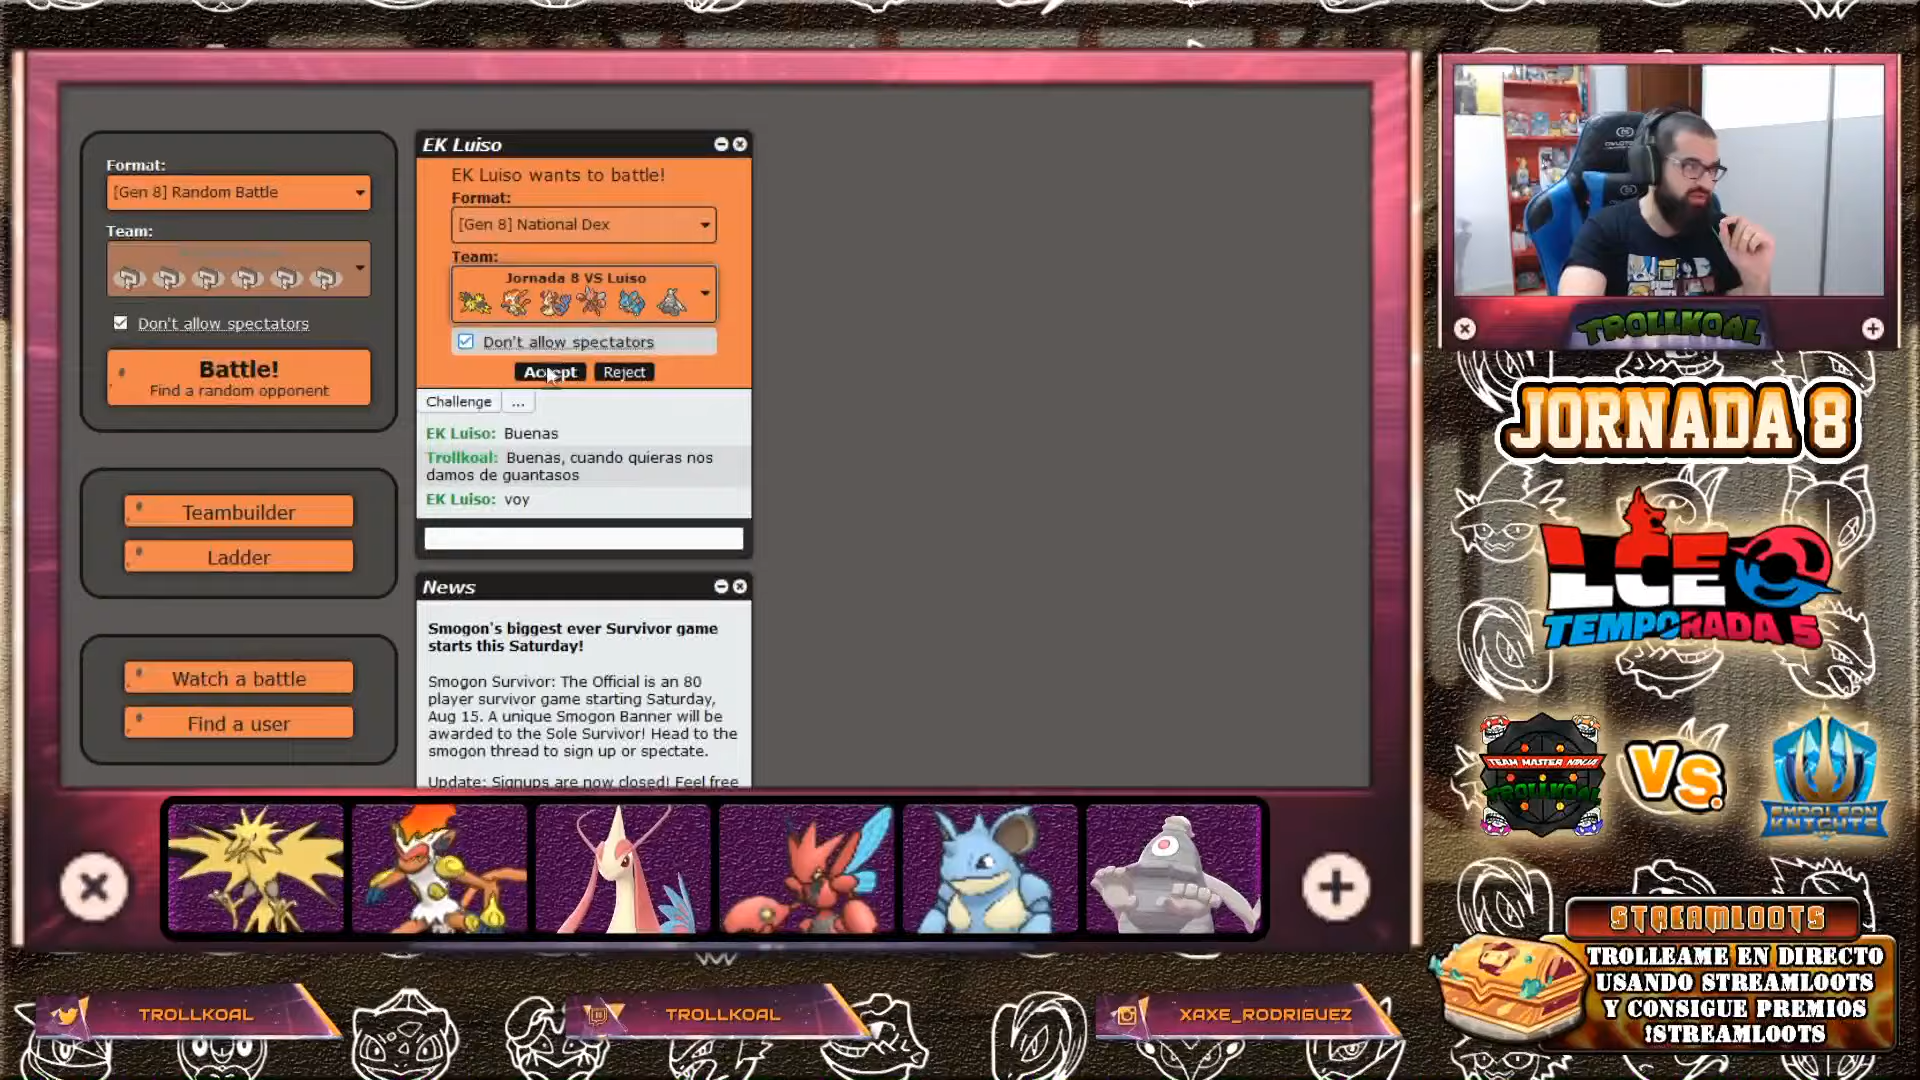 Format:
[Gen 8] Random Battle
Team:
Don't allow spectators
Battle!
Find a random opponent
Teambuilder
Ladder
Watch a battle
Find a user
EK Luiso
EK Luiso wants to battle!
Format:
[Gen 8] National Dex
Team:
Jornada 8 VS Luiso
Don't allow spectators
Accept Reject
Challenge ...
EK Luiso: Buenas
Trollkoal: Buenas, cuando quieras nos
damos de guantasos
EK Luiso: voy
News
Smogon's biggest ever Survivor game
starts this Saturday!
Smogon Survivor: The Official is an 80
player survivor game starting Saturday,
Aug 15. A unique Smogon Banner will be
awarded to the Sole Survivor! Head to the
smogon thread to sign up or spectate.
Update: Signups are now closed! Feel free
TROLLKOAL
JORNADA 8
LCE
TEMPORADA 5
TEAM MASTER NINJA
TROLLKOAL
VS.
EMPOLEON
KNIGHTS
STREAMLOOTS
TROLLEAME EN DIRECTO
USANDO STREAMLOOTS
Y CONSIGUE PREMIOS
!STREAMLOOTS
TROLLKOAL
TROLLKOAL
XAXE_RODRIGUEZ